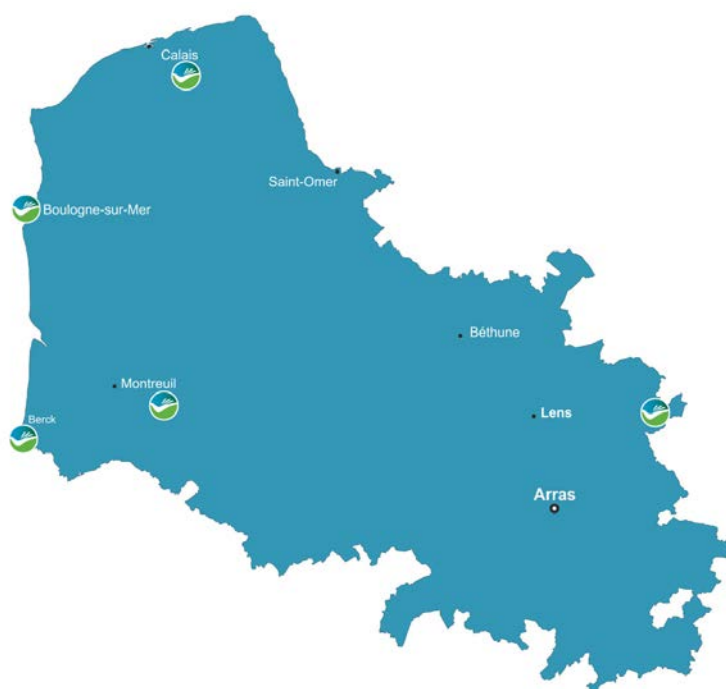 Calais
Saint-Omer
Boulogne-sur-Mer
Béthune
Montreuil
Lens
Berck
Arras